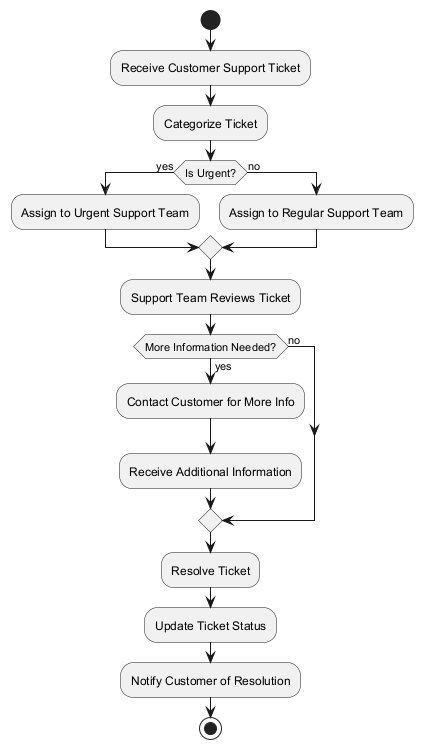 Receive Customer Support Ticket
Categorize Ticket
yes
Is Urgent?
no
Assign to Urgent Support Team
Assign to Regular Support Team
Support Team Reviews Ticket
More Information Needed?
no
yes
Contact Customer for More Info
Receive Additional Information
Resolve Ticket
Update Ticket Status
Notify Customer of Resolution